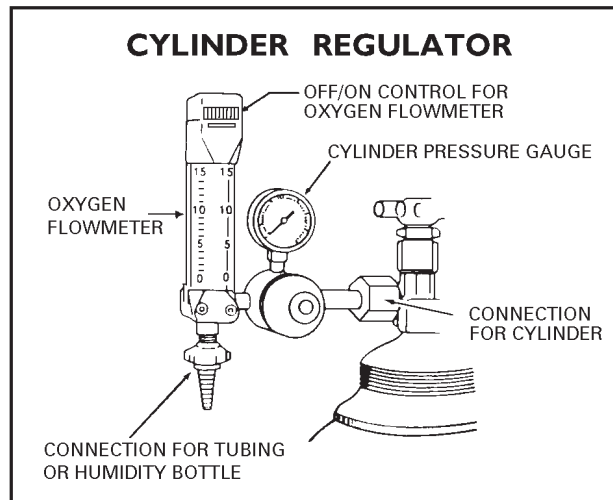 CYLINDER REGULATOR
OFF/ON CONTROL FOR
OXYGEN FLOWMETER
CYLINDER PRESSURE GAUGE
OXYGEN
FLOWMETER
15 15
10 10
5 5
0 0
CONNECTION
FOR CYLINDER
CONNECTION FOR TUBING
OR HUMIDITY BOTTLE